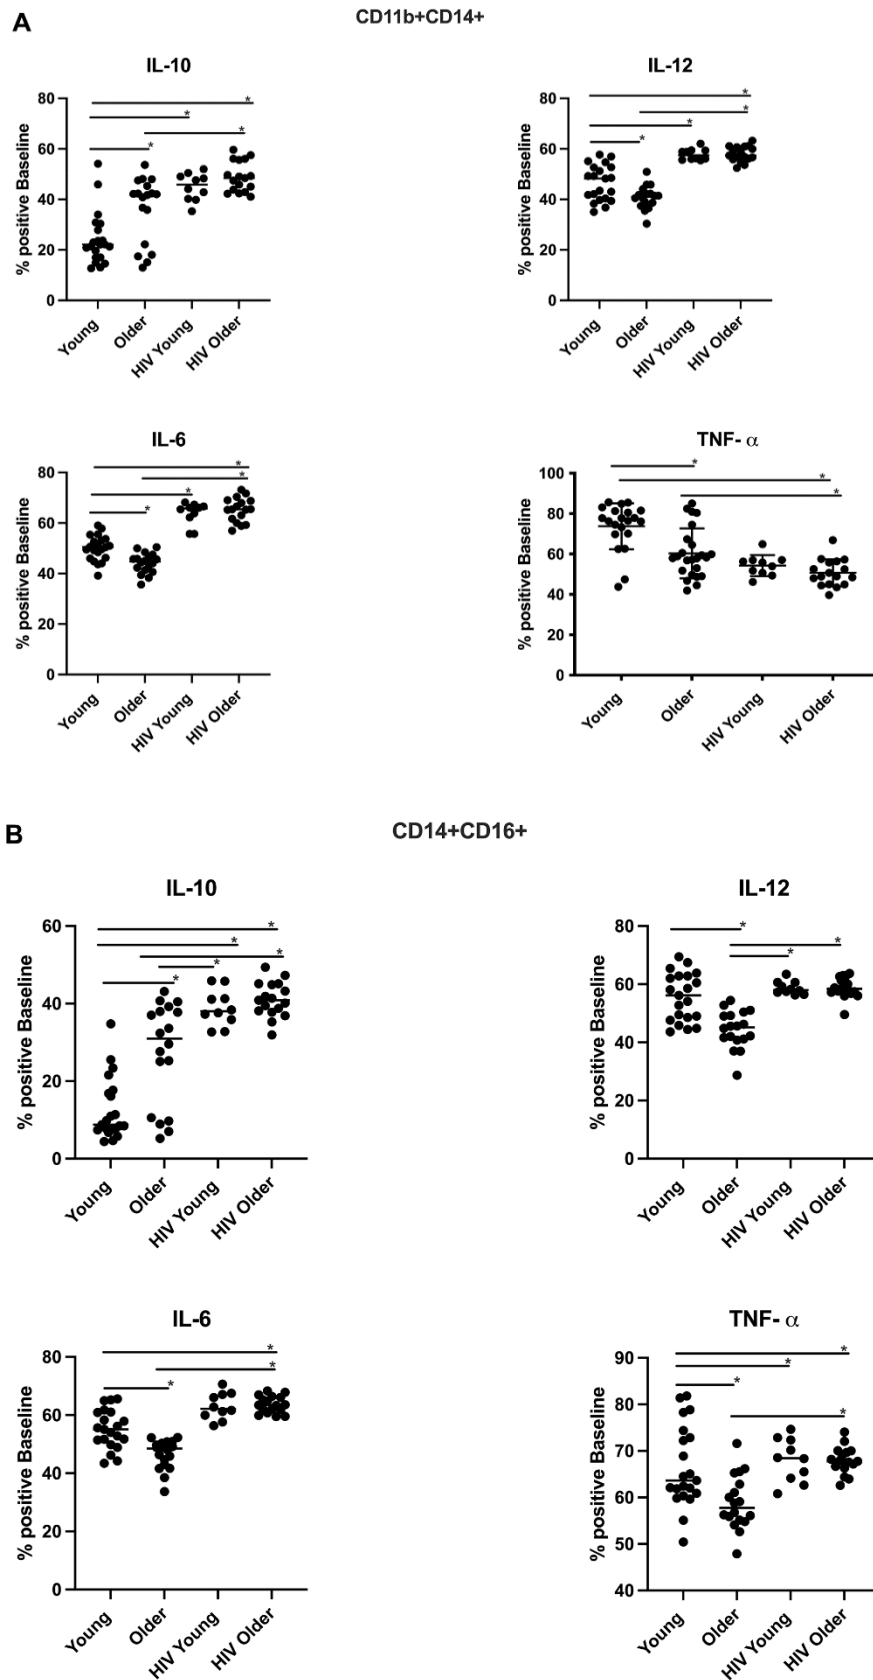 A
CD11b+CD14+
IL-10
% positive Baseline
80
60
40
20
0
* * * *
Young
Older
HIV Young
HIV Older
IL-12
% positive Baseline
80
60
40
20
0
* * * *
Young
Older
HIV Young
HIV Older
IL-6
% positive Baseline
80
60
40
20
0
* * * *
Young
Older
HIV Young
HIV Older
TNF- α
% positive Baseline
100
80
60
40
20
0
* * *
Young
Older
HIV Young
HIV Older
B
CD14+CD16+
IL-10
% positive Baseline
60
40
20
0
* * * * *
Young
Older
HIV Young
HIV Older
IL-12
% positive Baseline
80
60
40
20
0
* * *
Young
Older
HIV Young
HIV Older
IL-6
% positive Baseline
80
60
40
20
0
* * *
Young
Older
HIV Young
HIV Older
TNF- α
% positive Baseline
90
80
70
60
50
40
* * * *
Young
Older
HIV Young
HIV Older